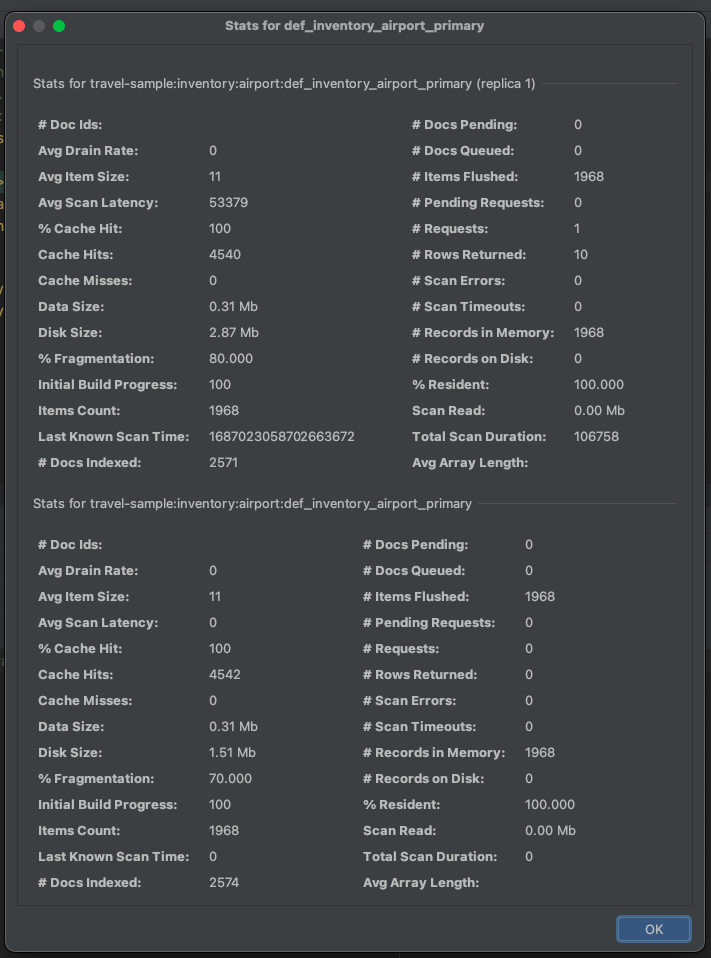 Stats for def_inventory_airport_primary
Stats for travel-sample:inventory:airport:def_inventory_airport_primary (replica 1)
# Doc Ids: # Docs Pending: 0
Avg Drain Rate: 0 # Docs Queued: 0
Avg Item Size: 11 # Items Flushed: 1968
Avg Scan Latency: 53379 # Pending Requests: 0
% Cache Hit: 100 # Requests: 1
Cache Hits: 4540 # Rows Returned: 10
Cache Misses: 0 # Scan Errors: 0
Data Size: 0.31 Mb # Scan Timeouts: 0
Disk Size: 2.87 Mb # Records in Memory: 1968
% Fragmentation: 80.000 # Records on Disk: 0
Initial Build Progress: 100 % Resident: 100.000
Items Count: 1968 Scan Read: 0.00 Mb
Last Known Scan Time: 1687023058702663672 Total Scan Duration: 106758
# Docs Indexed: 2571 Avg Array Length:
Stats for travel-sample:inventory:airport:def_inventory_airport_primary
# Doc Ids: # Docs Pending: 0
Avg Drain Rate: 0 # Docs Queued: 0
Avg Item Size: 11 # Items Flushed: 1968
Avg Scan Latency: 0 # Pending Requests: 0
% Cache Hit: 100 # Requests: 0
Cache Hits: 4542 # Rows Returned: 0
Cache Misses: 0 # Scan Errors: 0
Data Size: 0.31 Mb # Scan Timeouts: 0
Disk Size: 1.51 Mb # Records in Memory: 1968
% Fragmentation: 70.000 # Records on Disk: 0
Initial Build Progress: 100 % Resident: 100.000
Items Count: 1968 Scan Read: 0.00 Mb
Last Known Scan Time: 0 Total Scan Duration: 0
# Docs Indexed: 2574 Avg Array Length:
OK